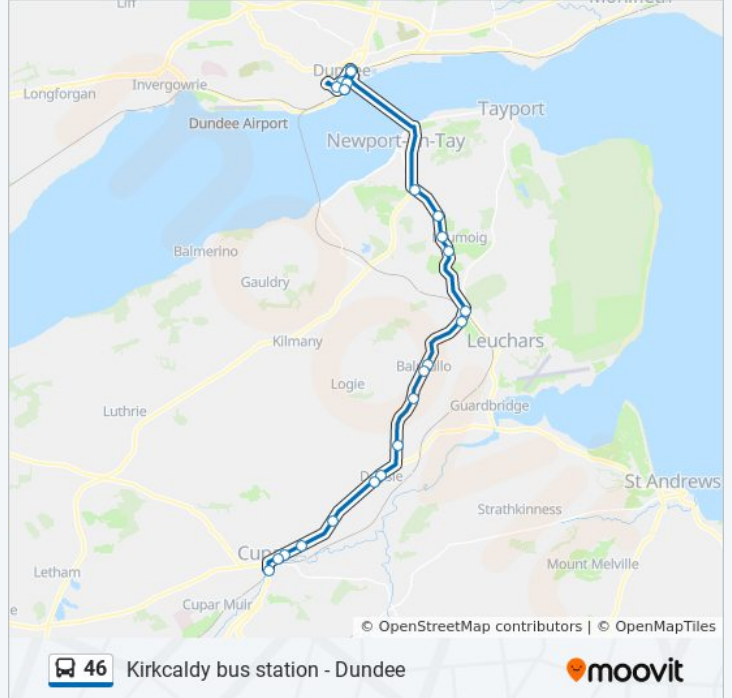 Liff
Dundee
Invergowrie
Longforgan
Dundee Airport
Tayport
Newport-on-Tay
Balmerino
Gauldry
Kilmany
Leuchars
Logie
Luthrie
Guardbridge
St Andrews
Strathkinness
Mount Melville
Letham
Cupar Muir
© OpenStreetMap contributors | © OpenMapTiles
46 Kirkcaldy bus station - Dundee
moovit